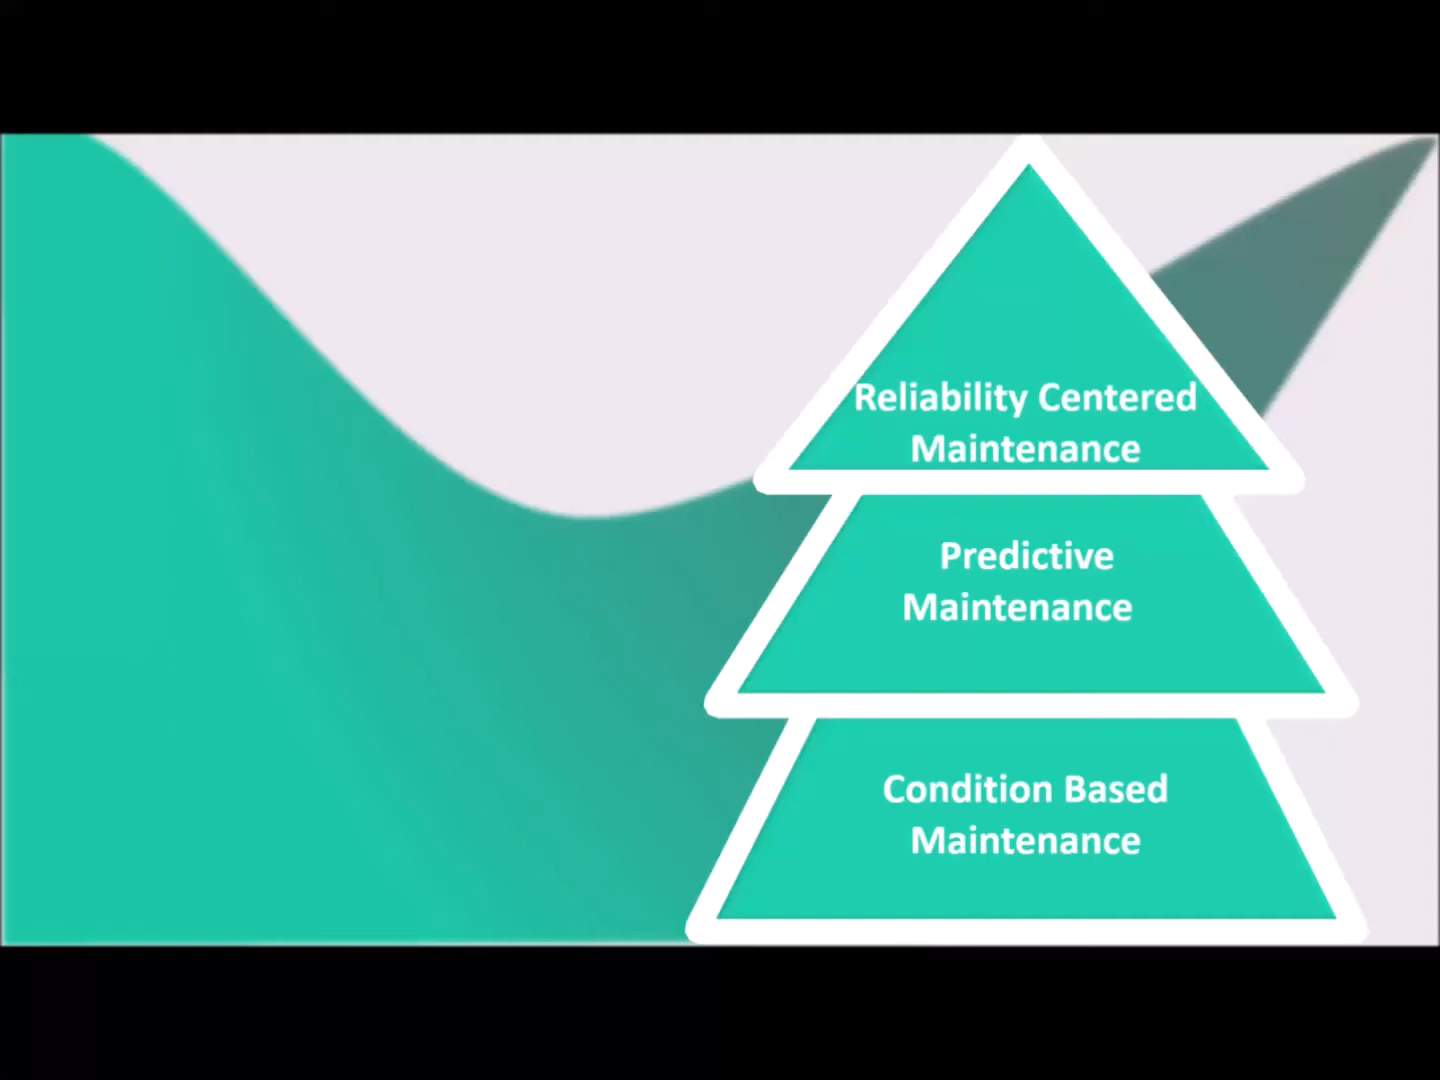 Reliability Centered
Maintenance
Predictive
Maintenance
Condition Based
Maintenance